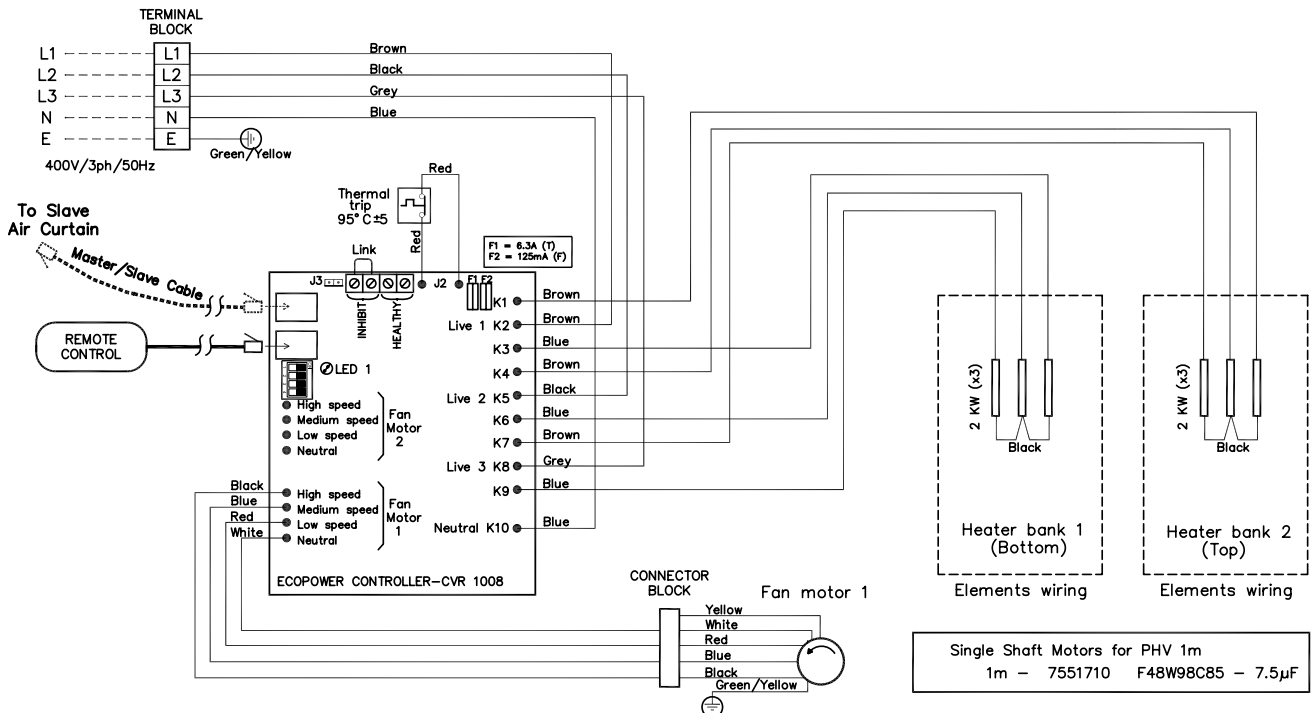 TERMINAL
BLOCK
L1 L1 Brown
L2 L2 Black
L3 L3 Grey
N N Blue
E E
Green/Yellow
400V/3ph/50Hz
To Slave
Air Curtain
Master/Slave Cable
REMOTE
CONTROL
Thermal
trip
95°C±5
Red
Red
Link
F1 = 6.3A (T)
F2 = 125mA (F)
J3
J2
F1 F2
INHIBIT
HEALTHY
LED 1
K1 Brown
Live 1 K2 Brown
K3 Blue
K4 Brown
Live 2 K5 Black
K6 Blue
K7 Brown
Live 3 K8 Grey
K9 Blue
Neutral K10 Blue
High speed
Medium speed
Low speed
Neutral
Fan
Motor
2
Black High speed
Blue Medium speed
Red Low speed
White Neutral
Fan
Motor
1
ECOPOWER CONTROLLER-CVR 1008
CONNECTOR
BLOCK
Fan motor 1
Yellow
White
Red
Blue
Black
Green/Yellow
2 KW (x3)
Black
Heater bank 1
(Bottom)
Elements wiring
2 KW (x3)
Black
Heater bank 2
(Top)
Elements wiring
Single Shaft Motors for PHV 1m
1m - 7551710 F48W98C85 - 7.5µF